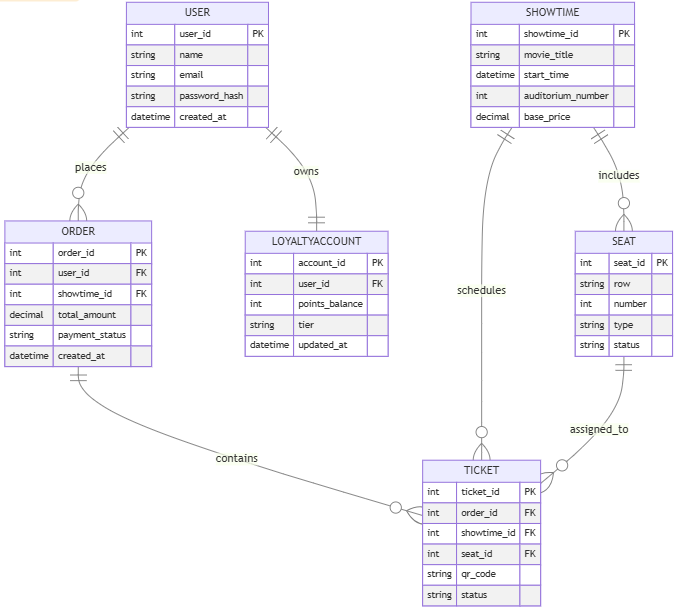 USER
int user_id PK
string name
string email
string password_hash
datetime created_at
SHOWTIME
int showtime_id PK
string movie_title
datetime start_time
int auditorium_number
decimal base_price
places
owns
includes
ORDER
int order_id PK
int user_id FK
int showtime_id FK
decimal total_amount
string payment_status
datetime created_at
LOYALTYACCOUNT
int account_id PK
int user_id FK
int points_balance
string tier
datetime updated_at
SEAT
int seat_id PK
string row
int number
string type
string status
schedules
assigned_to
contains
TICKET
int ticket_id PK
int order_id FK
int showtime_id FK
int seat_id FK
string qr_code
string status